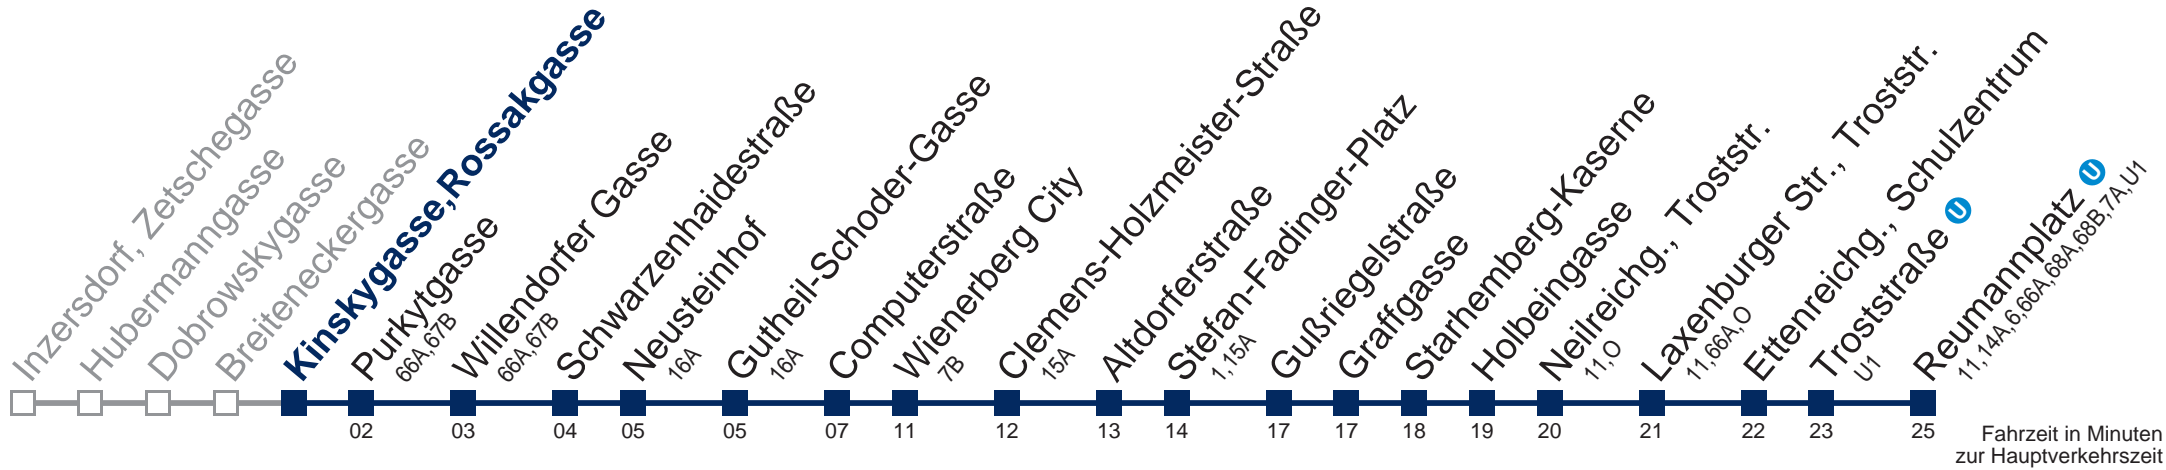 Inzersdorf, Zetschegasse
Hubermanngasse
Dobrowskygasse
Breiteneckergasse
Kinskygasse,Rossakgasse
Purkytgasse
66A,67B
Willendorfer Gasse
66A,67B
Schwarzenhaidestraße
Neusteinhof
16A
Gutheil-Schoder-Gasse
16A
Computerstraße
Wienerberg City
7B
Clemens-Holzmeister-Straße
15A
Altdorferstraße
Stefan-Fadinger-Platz
1,15A
Gußriegelstraße
Graffgasse
Starhemberg-Kaserne
Holbeingasse
Neilreichg., Troststr.
11,O
Laxenburger Str., Troststr.
11,66A,O
Ettenreichg., Schulzentrum
Troststraße U
U1
Reumannplatz U
11,14A,6,66A,68A,68B,7A,U1
02 03 04 05 05 07 11 12 13 14 17 17 18 19 20 21 22 23 25
Fahrzeit in Minuten
zur Hauptverkehrszeit